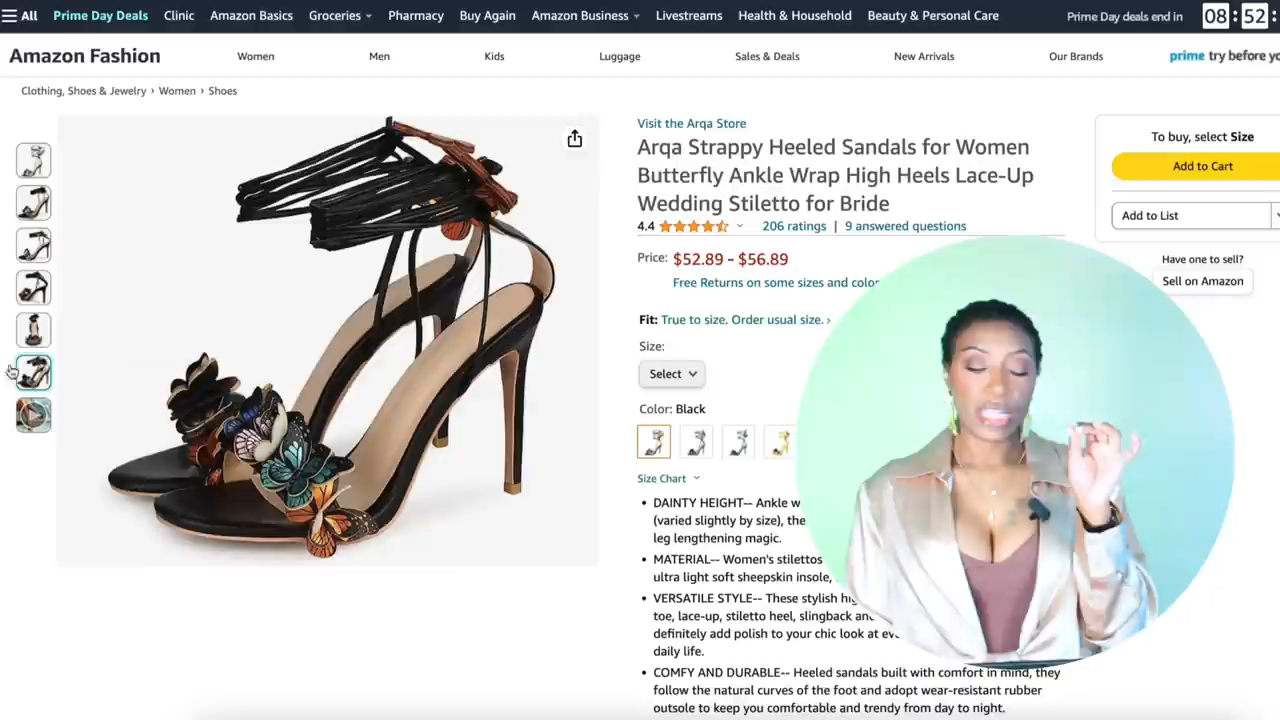 All Prime Day Deals Clinic Amazon Basics Groceries Pharmacy Buy Again Amazon Business Livestreams Health & Household Beauty & Personal Care Prime Day deals end in 08 : 52 :
Amazon Fashion Women Men Kids Luggage Sales & Deals New Arrivals Our Brands prime try before yo
Clothing, Shoes & Jewelry › Women › Shoes
Visit the Arqa Store
Arqa Strappy Heeled Sandals for Women
Butterfly Ankle Wrap High Heels Lace-Up
Wedding Stiletto for Bride
4.4 206 ratings | 9 answered questions
Price: $52.89 - $56.89
Free Returns on some sizes and color
Fit: True to size. Order usual size. ›
Size:
Select
Color: Black
Size Chart
• DAINTY HEIGHT-- Ankle w
(varied slightly by size), the
leg lengthening magic.
• MATERIAL-- Women's stilettos
ultra light soft sheepskin insole,
• VERSATILE STYLE-- These stylish hig
toe, lace-up, stiletto heel, slingback and
definitely add polish to your chic look at eve
daily life.
• COMFY AND DURABLE-- Heeled sandals built with comfort in mind, they
follow the natural curves of the foot and adopt wear-resistant rubber
outsole to keep you comfortable and trendy from day to night.
To buy, select Size
Add to Cart
Add to List
Have one to sell?
Sell on Amazon